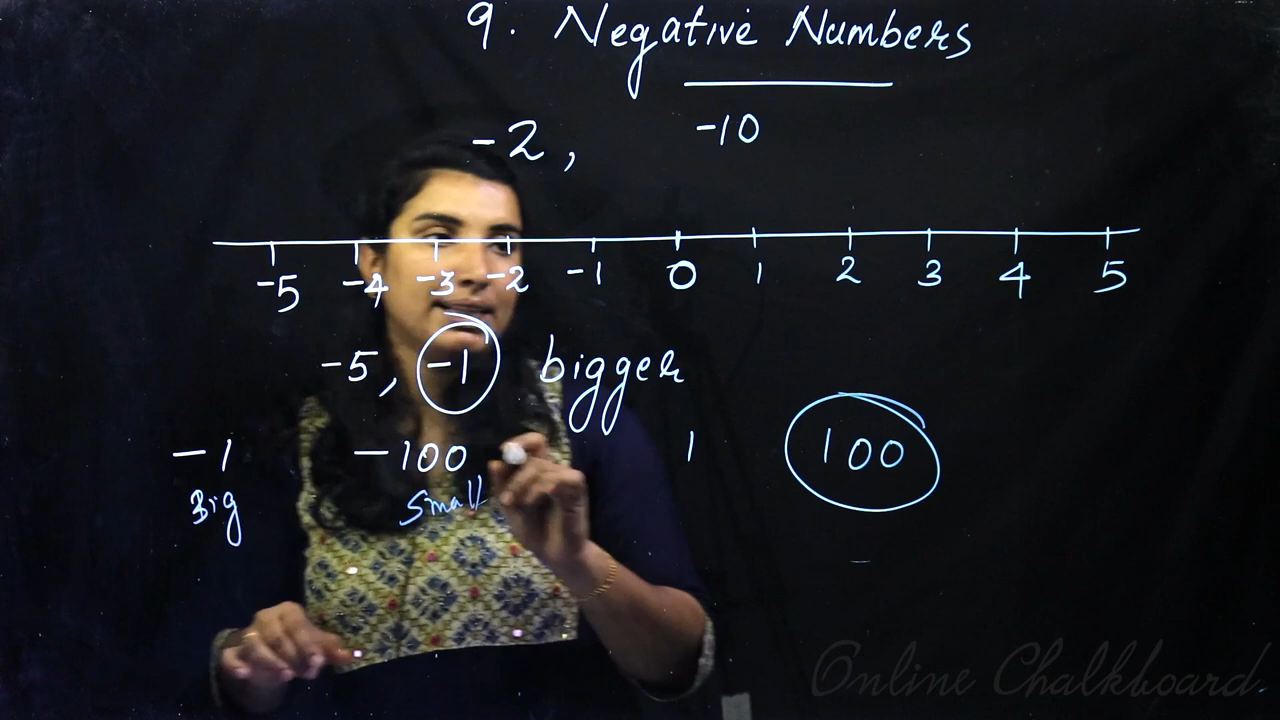 9. Negative Numbers
-2, -10
-5 -4 -3 -2 -1 0 1 2 3 4 5
-5, -1 bigger
-1 -100 1 100
Big Small
Online Chalkboard